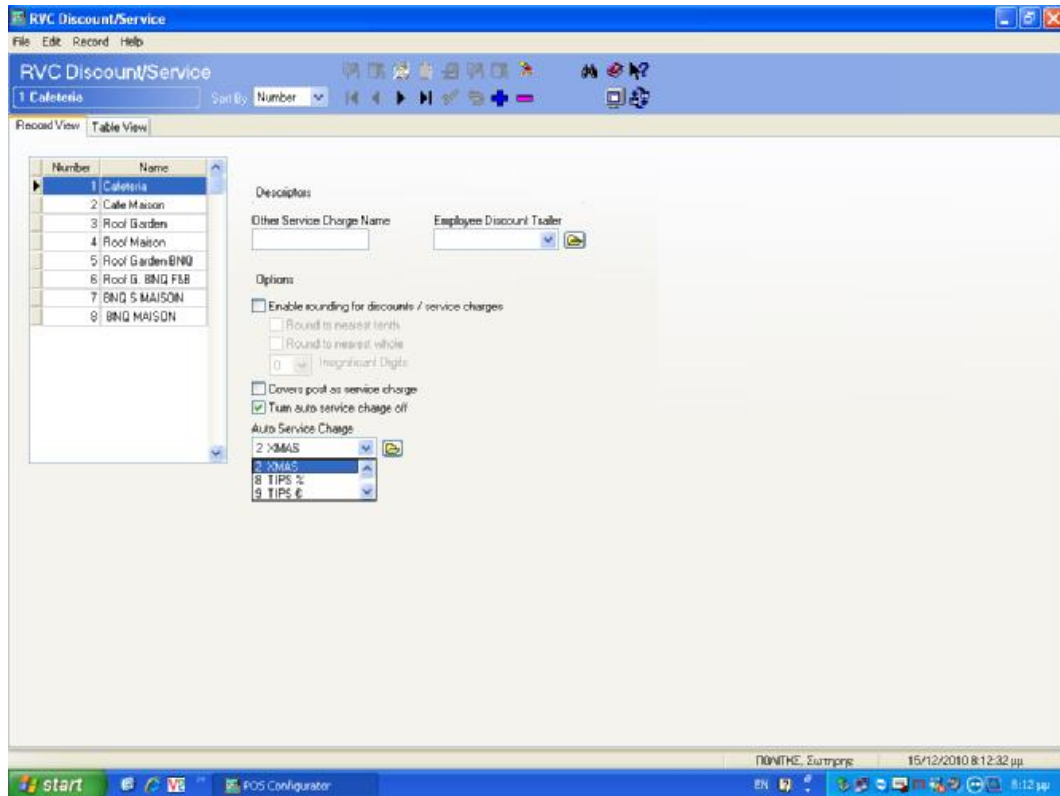 RVC Discount/Service
File Edit Record Help
RVC Discount/Service
1 Cafeteria
Sort By Number
Record View Table View
Number Name
1 Cafeteria
2 Cafe Maison
3 Roof Garden
4 Roof Maison
5 Roof Garden BNQ
6 Roof G. BNQ F&B
7 BNQ S MAISON
8 BNQ MAISON
Descriptors
Other Service Charge Name Employee Discount Trailer
Options
Enable rounding for discounts / service charges
Round to nearest tenth
Round to nearest whole
0 Insignificant Digits
Covers post as service charge
Turn auto service charge off
Auto Service Charge
2 XMAS
2 XMAS
8 TIPS %
9 TIPS €
ΠΟΛΙΤΗΣ, Σωτηρης 15/12/2010 8:12:32 μμ
start POS Configurator EN 8:12 μμ